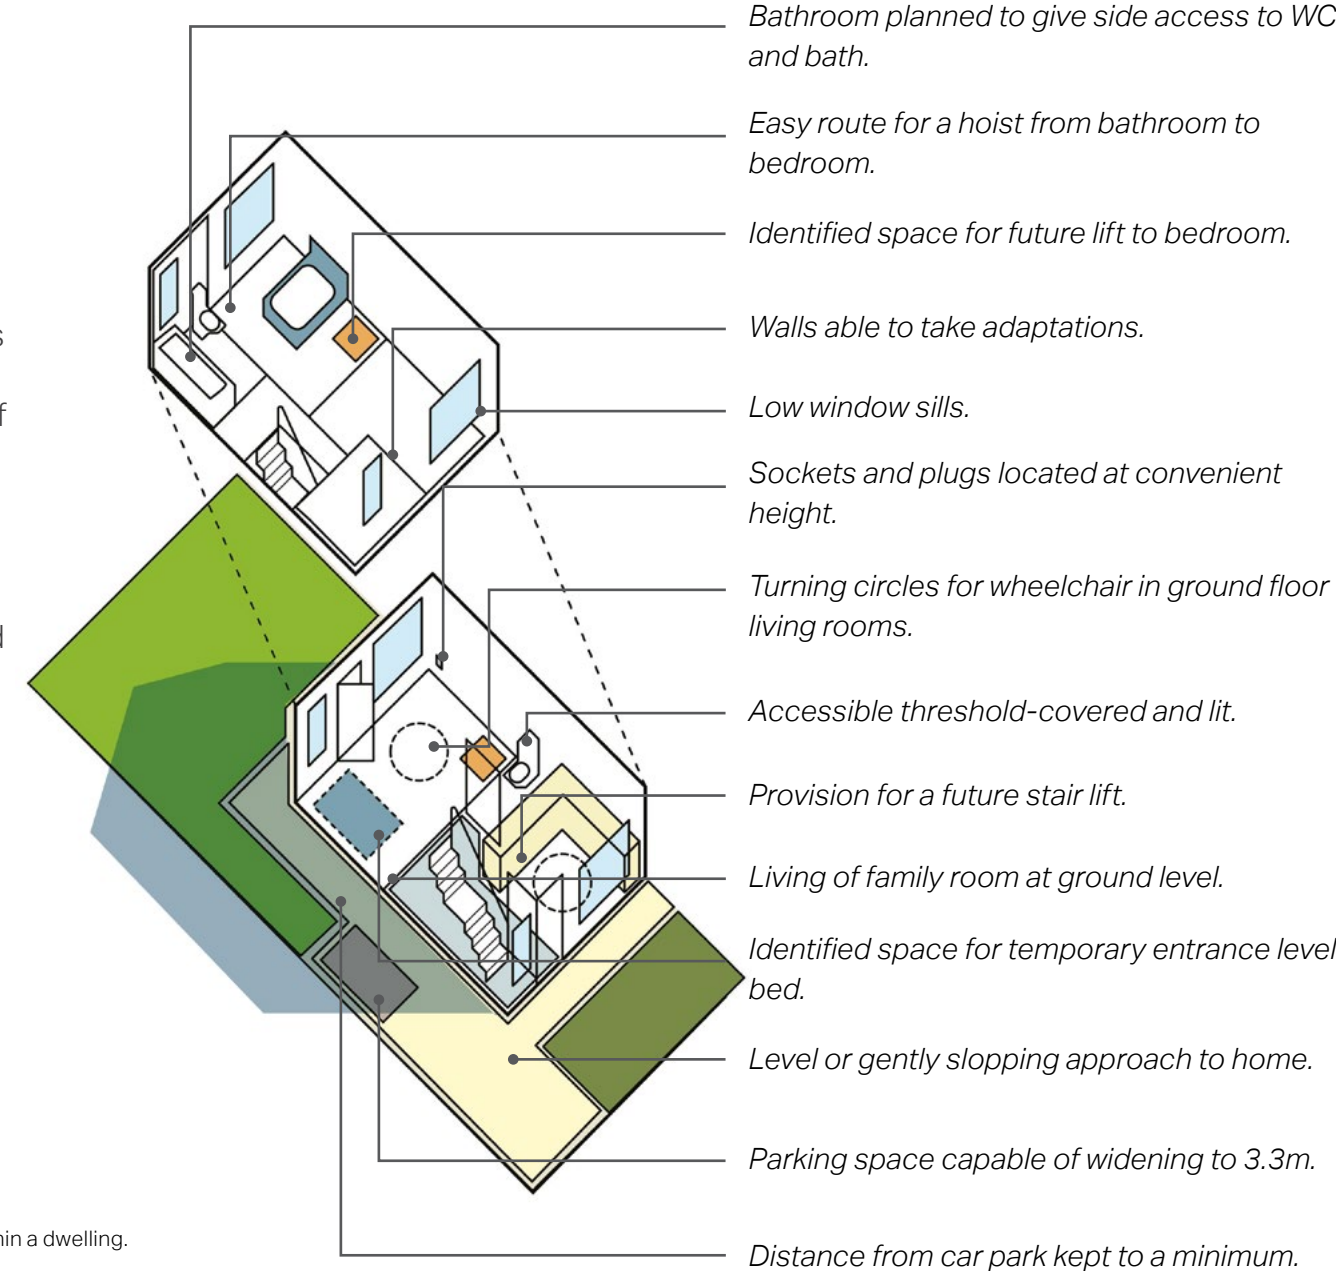 Bathroom planned to give side access to WC
and bath.
Easy route for a hoist from bathroom to
bedroom.
Identified space for future lift to bedroom.
Walls able to take adaptations.
Low window sills.
Sockets and plugs located at convenient
height.
Turning circles for wheelchair in ground floor
living rooms.
Accessible threshold-covered and lit.
Provision for a future stair lift.
Living of family room at ground level.
Identified space for temporary entrance level
bed.
Level or gently slopping approach to home.
Parking space capable of widening to 3.3m.
a dwelling.
Distance from car park kept to a minimum.